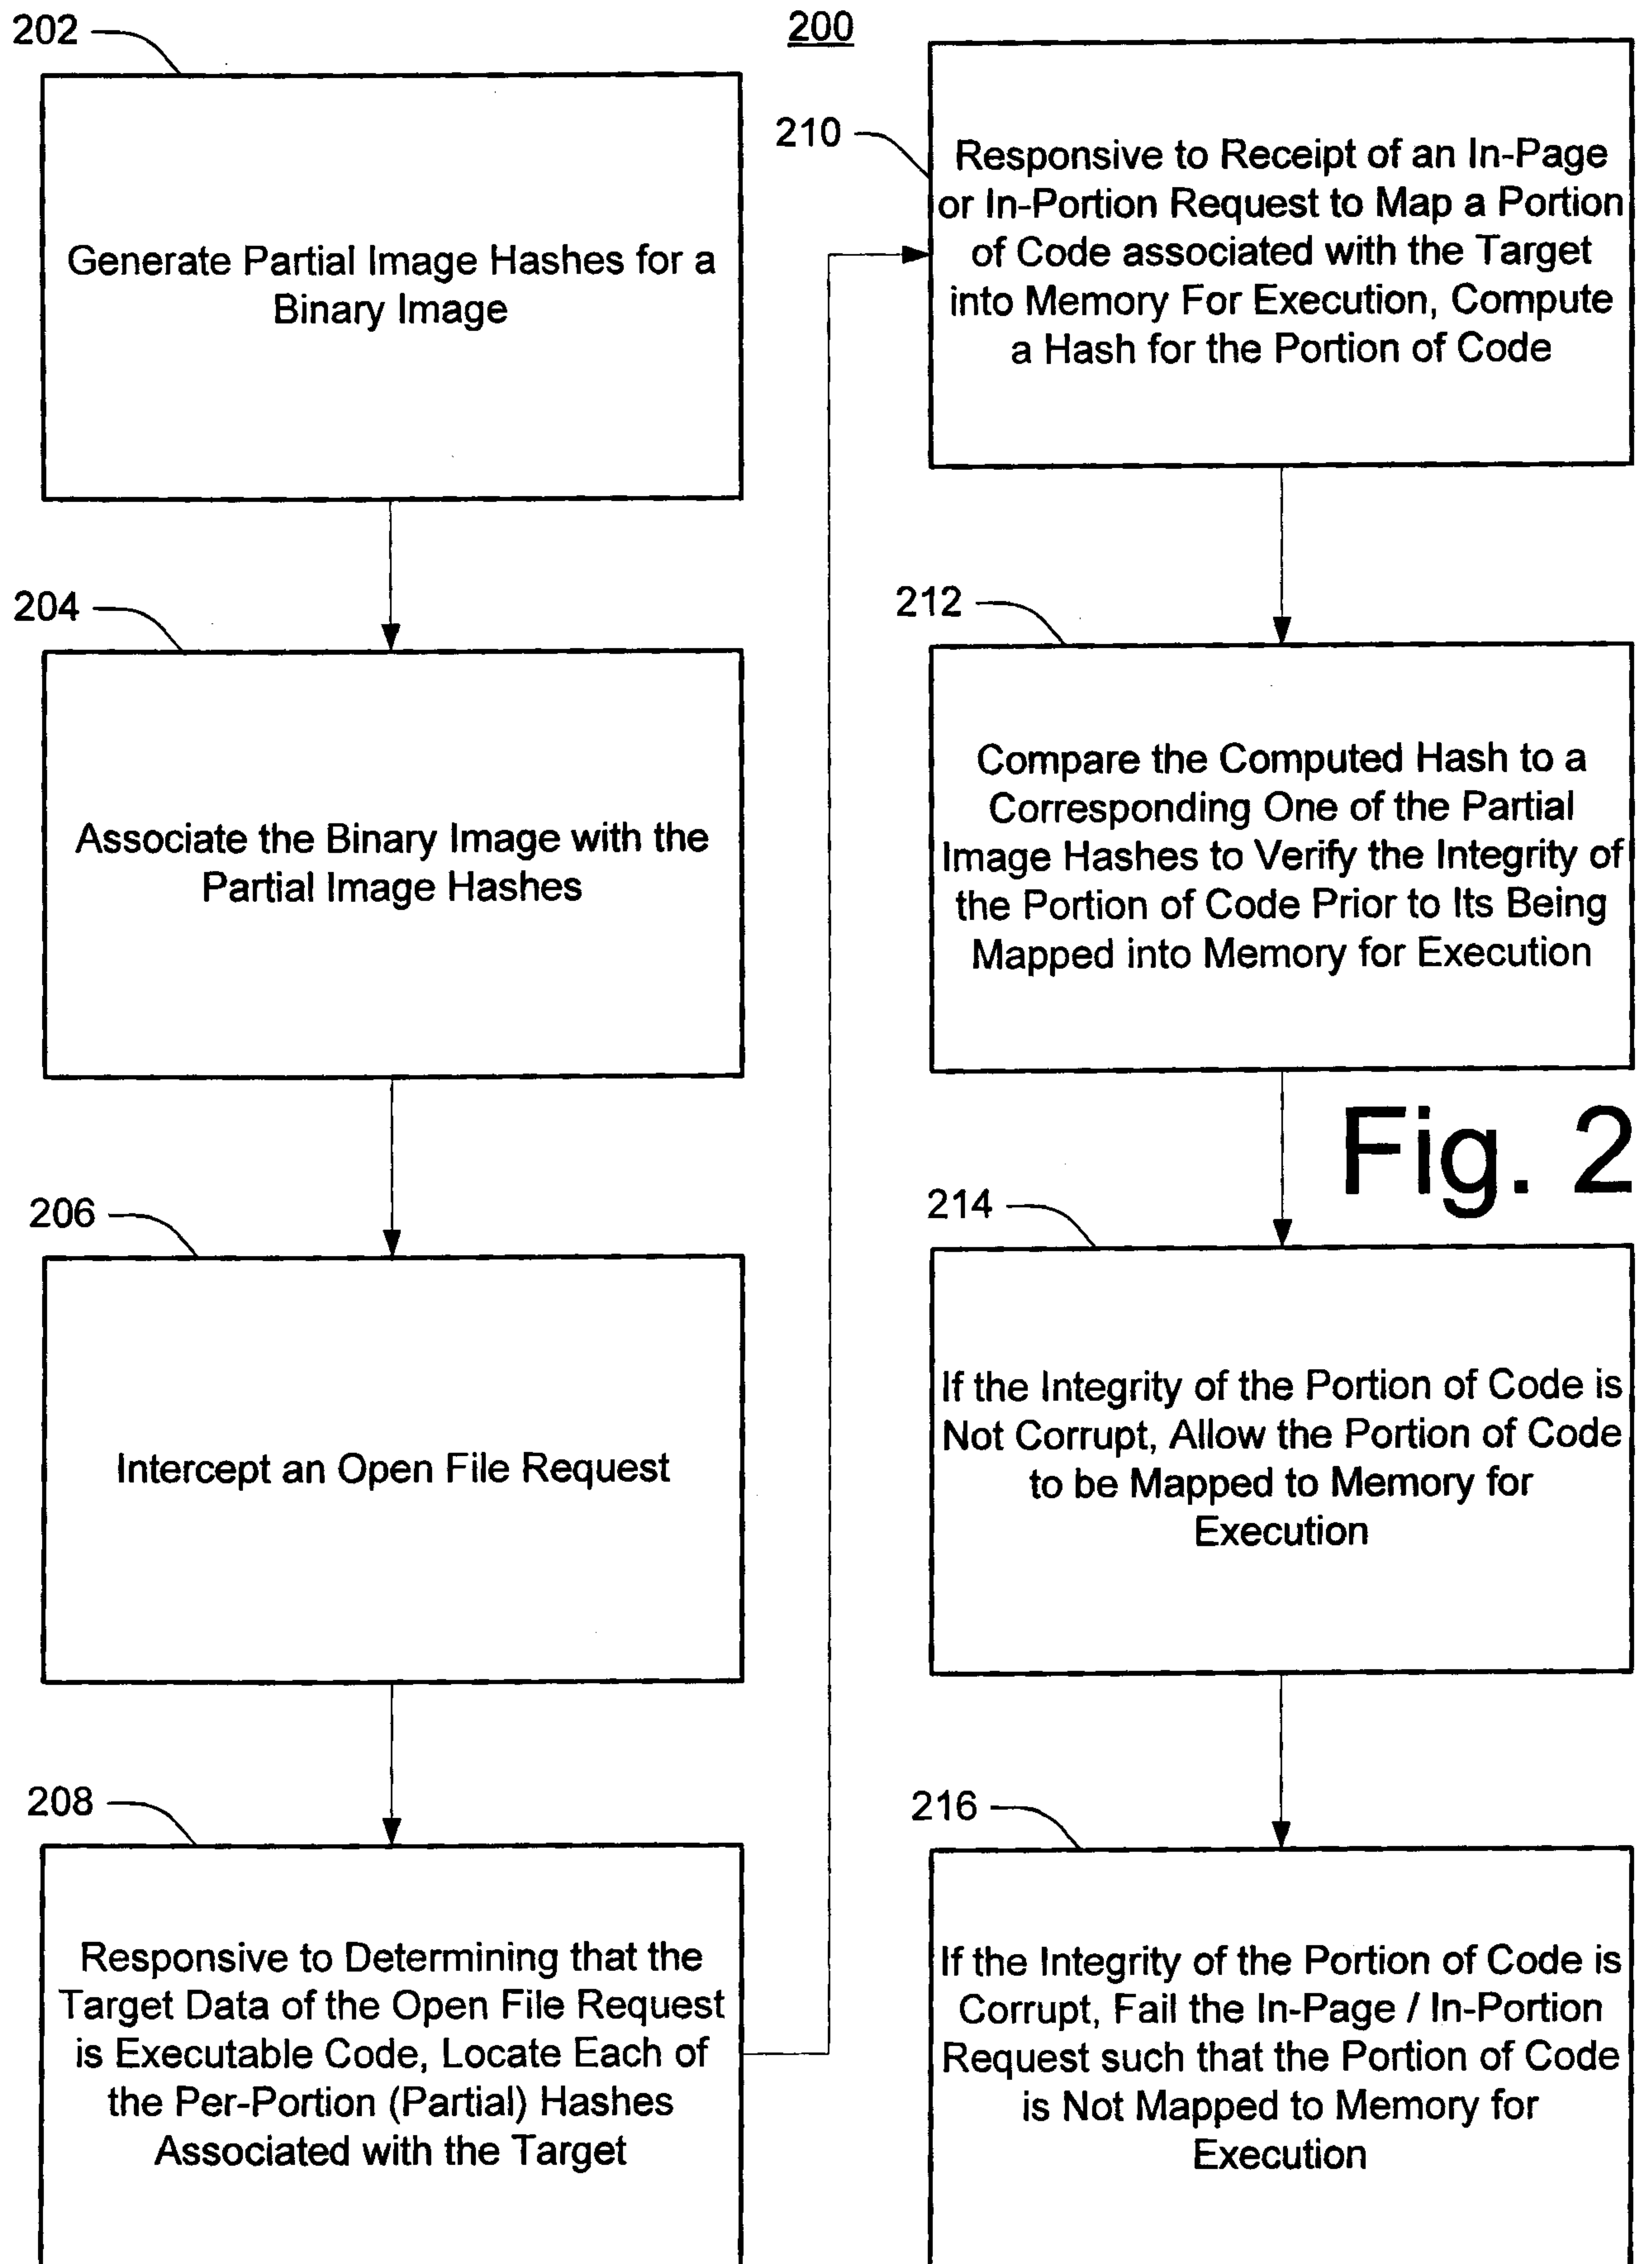 200
202
Generate Partial Image Hashes for a
Binary Image
204
Associate the Binary Image with the
Partial Image Hashes
206
Intercept an Open File Request
208
Responsive to Determining that the
Target Data of the Open File Request
is Executable Code, Locate Each of
the Per-Portion (Partial) Hashes
Associated with the Target
210
Responsive to Receipt of an In-Page
or In-Portion Request to Map a Portion
of Code associated with the Target
into Memory For Execution, Compute
a Hash for the Portion of Code
212
Compare the Computed Hash to a
Corresponding One of the Partial
Image Hashes to Verify the Integrity of
the Portion of Code Prior to Its Being
Mapped into Memory for Execution
Fig. 2
214
If the Integrity of the Portion of Code is
Not Corrupt, Allow the Portion of Code
to be Mapped to Memory for
Execution
216
If the Integrity of the Portion of Code is
Corrupt, Fail the In-Page / In-Portion
Request such that the Portion of Code
is Not Mapped to Memory for
Execution